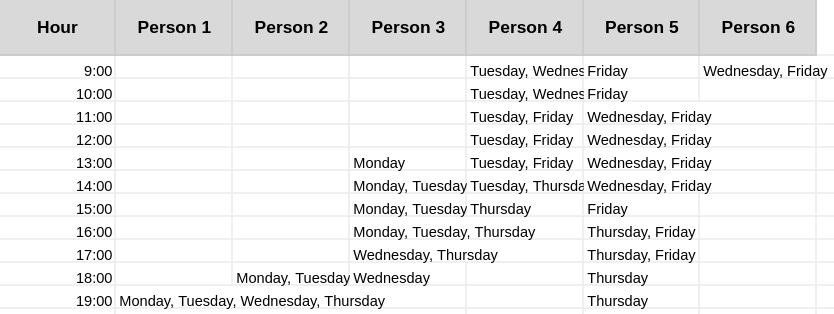 Hour Person 1 Person 2 Person 3 Person 4 Person 5 Person 6
9:00 Tuesday, Wednes Friday Wednesday, Friday
10:00 Tuesday, Wednes Friday
11:00 Tuesday, Friday Wednesday, Friday
12:00 Tuesday, Friday Wednesday, Friday
13:00 Monday Tuesday, Friday Wednesday, Friday
14:00 Monday, Tuesday Tuesday, Thursda Wednesday, Friday
15:00 Monday, Tuesday Thursday Friday
16:00 Monday, Tuesday, Thursday Thursday, Friday
17:00 Wednesday, Thursday Thursday, Friday
18:00 Monday, Tuesday Wednesday Thursday
19:00 Monday, Tuesday, Wednesday, Thursday Thursday